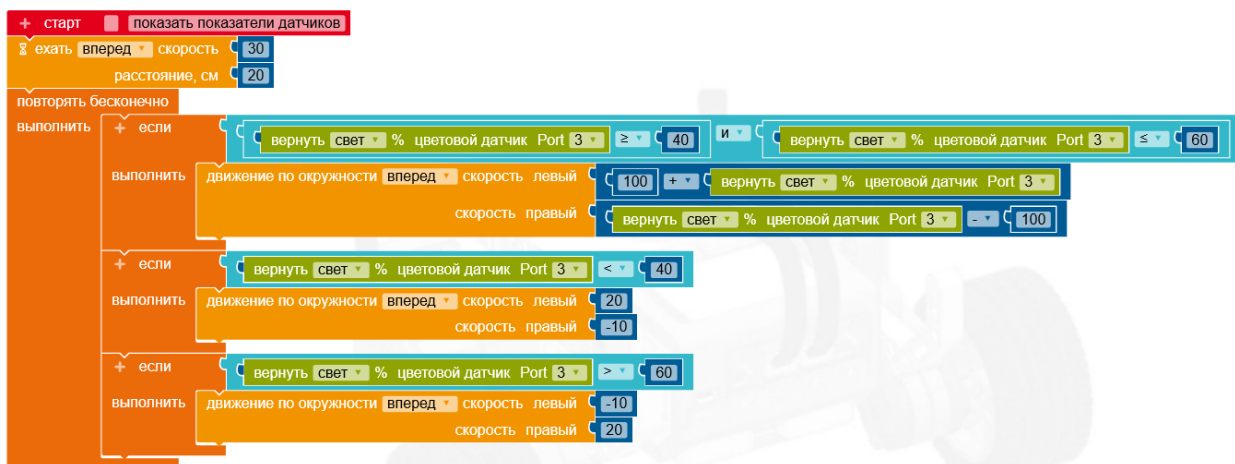 + старт показать показатели датчиков
ехать вперед скорость 30
расстояние, см 20
повторять бесконечно
выполнить + если вернуть свет % цветовой датчик Port 3 ≥ 40 и вернуть свет % цветовой датчик Port 3 ≤ 60
выполнить движение по окружности вперед скорость левый 100 + вернуть свет % цветовой датчик Port 3
скорость правый вернуть свет % цветовой датчик Port 3 - 100
+ если вернуть свет % цветовой датчик Port 3 < 40
выполнить движение по окружности вперед скорость левый 20
скорость правый -10
+ если вернуть свет % цветовой датчик Port 3 > 60
выполнить движение по окружности вперед скорость левый -10
скорость правый 20